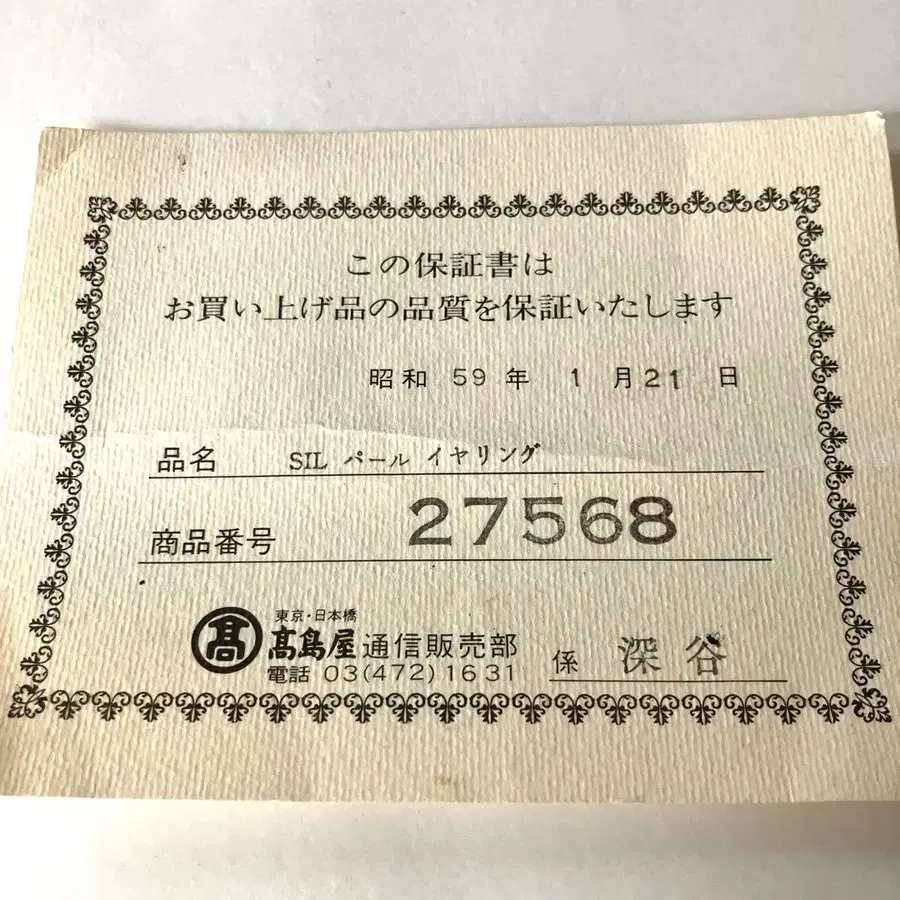 この保証書は
お買い上げ品の品質を保証いたします
昭和 59 年 1 月 21 日
品名 SIL パール イヤリング
商品番号 27568
髙 東京・日本橋
髙島屋 通信販売部
電話 03(472)1631 係 深谷